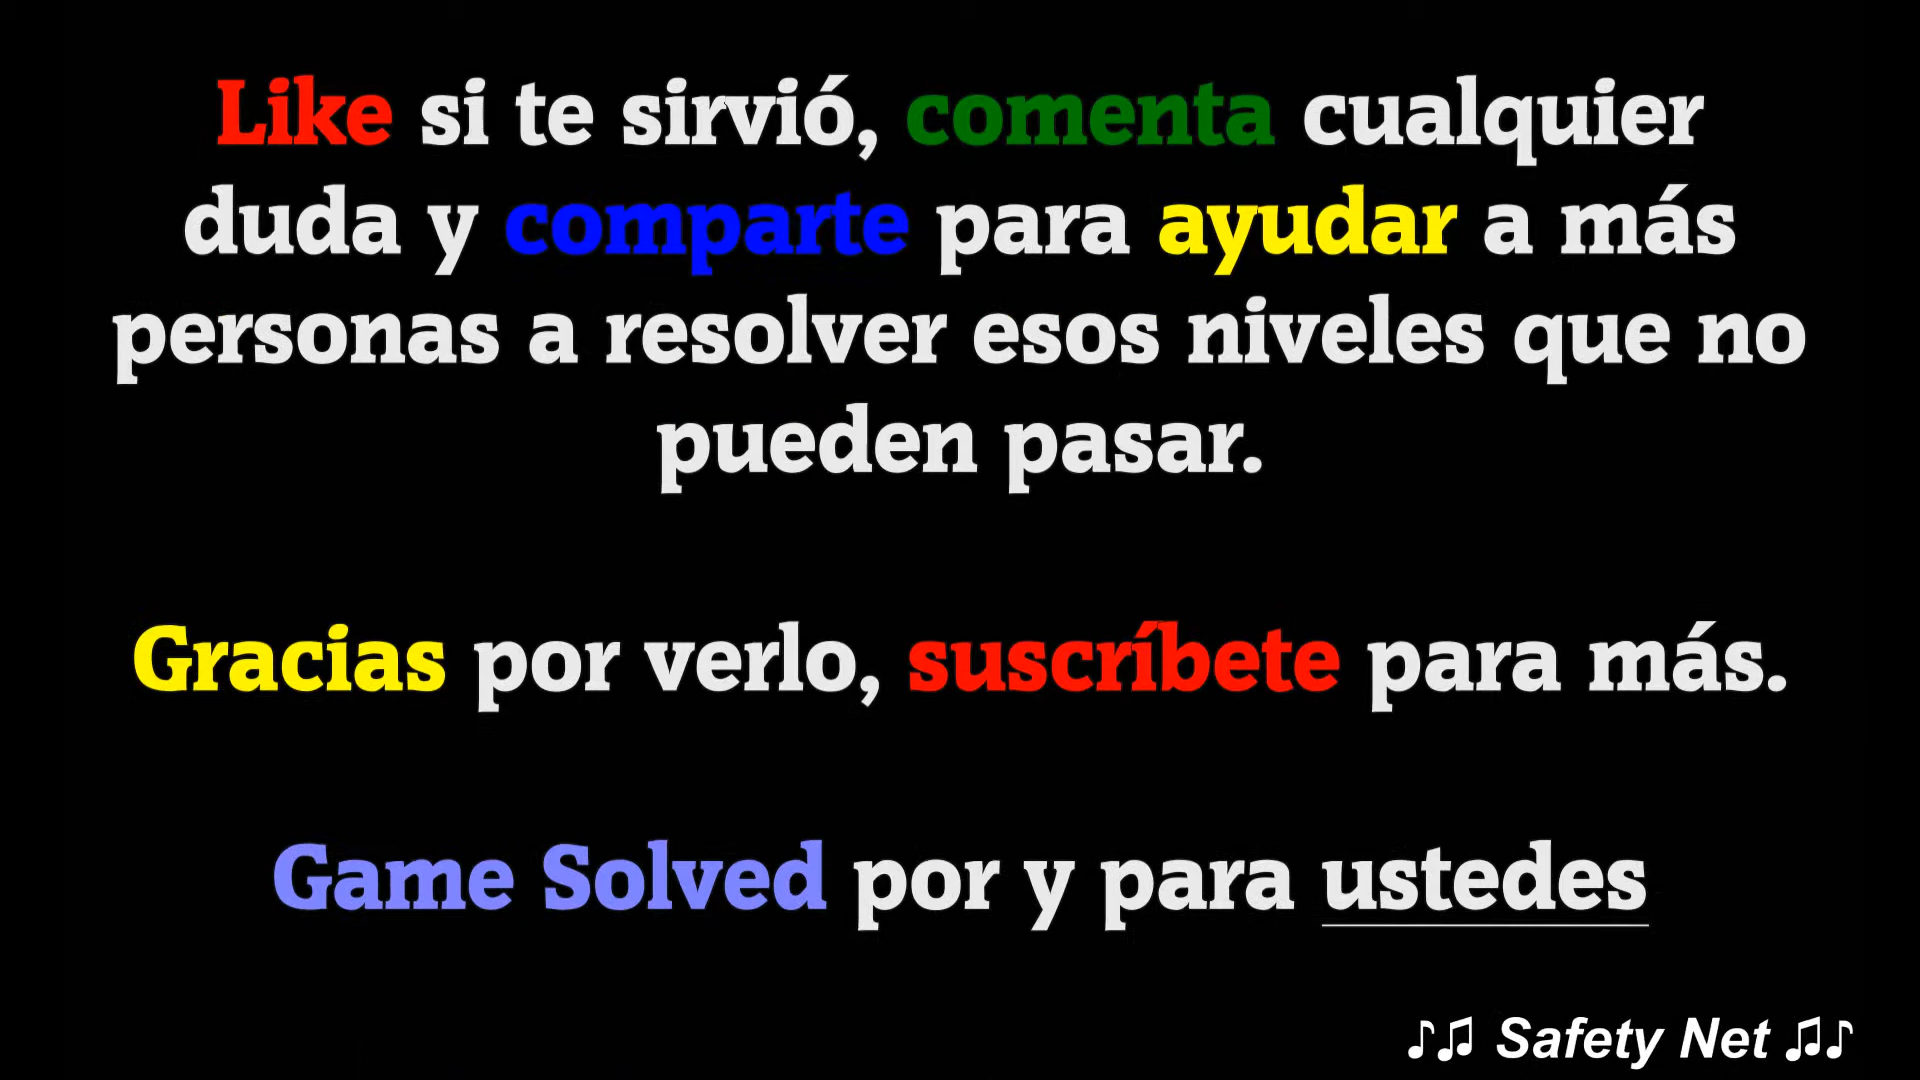 Like si te sirvió, comenta cualquier
duda y comparte para ayudar a más
personas a resolver esos niveles que no
pueden pasar.
Gracias por verlo, suscríbete para más.
Game Solved por y para ustedes
♪♫ Safety Net ♫♪